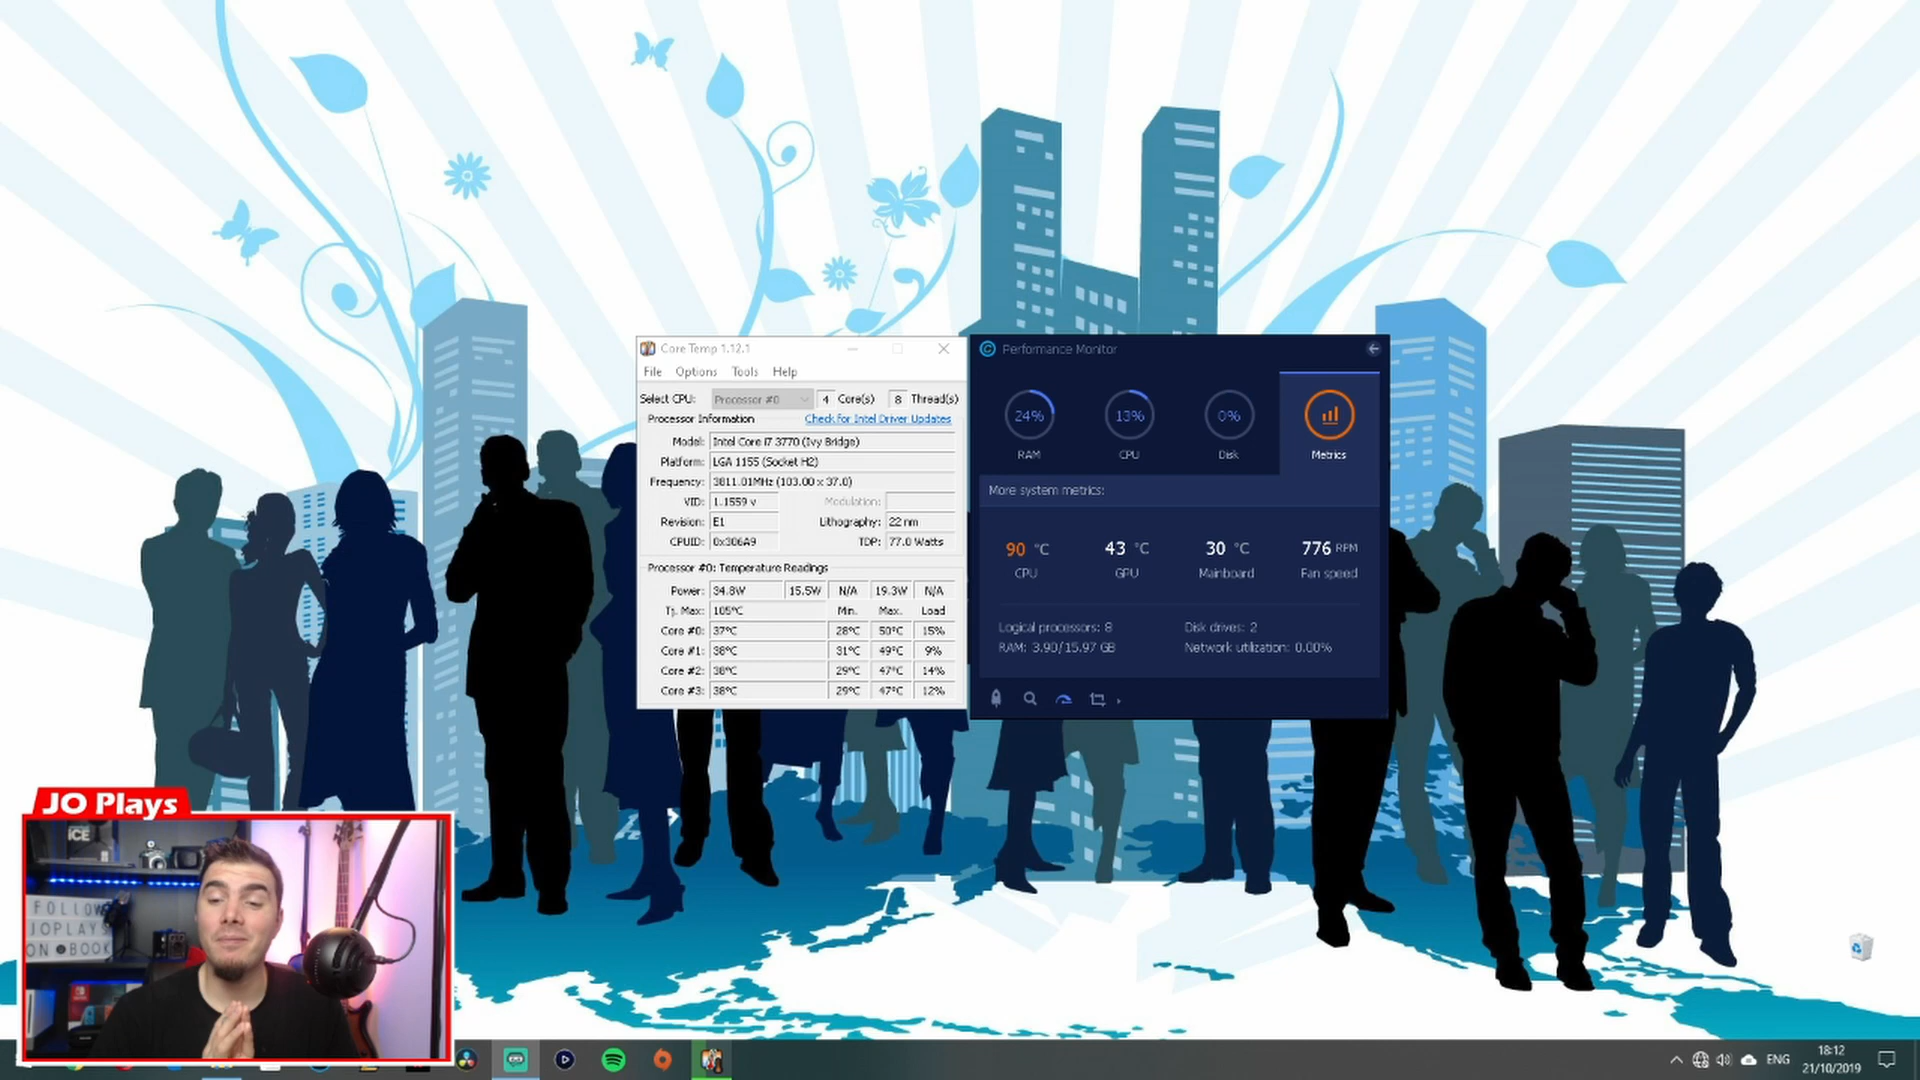 Core Temp 1.12.1
File Options Tools Help
Select CPU: Processor #0 4 Core(s) 8 Thread(s)
Processor Information Check for Intel Driver Updates
Model: Intel Core i7 3770 (Ivy Bridge)
Platform: LGA 1155 (Socket H2)
Frequency: 3811.01MHz (103.00 x 37.0)
VID: 1.1559 v Modulation:
Revision: E1 Lithography: 22 nm
CPUID: 0x306A9 TDP: 77.0 Watts
Processor #0: Temperature Readings
Power: 34.8W 15.5W N/A 19.3W N/A
Tj. Max: 105°C Min. Max. Load
Core #0: 37°C 28°C 50°C 15%
Core #1: 38°C 31°C 49°C 9%
Core #2: 38°C 29°C 47°C 14%
Core #3: 38°C 29°C 47°C 12%
Performance Monitor
24% 13% 0%
RAM CPU Disk Metrics
More system metrics:
90 °C 43 °C 30 °C 776 RPM
CPU GPU Mainboard Fan speed
Logical processors: 8 Disk drives: 2
RAM: 3.90/15.97 GB Network utilization: 0.00%
JO Plays
ICE
FOLLOW
JOPLAYS
ON BOOK
ENG
18:12
21/10/2019